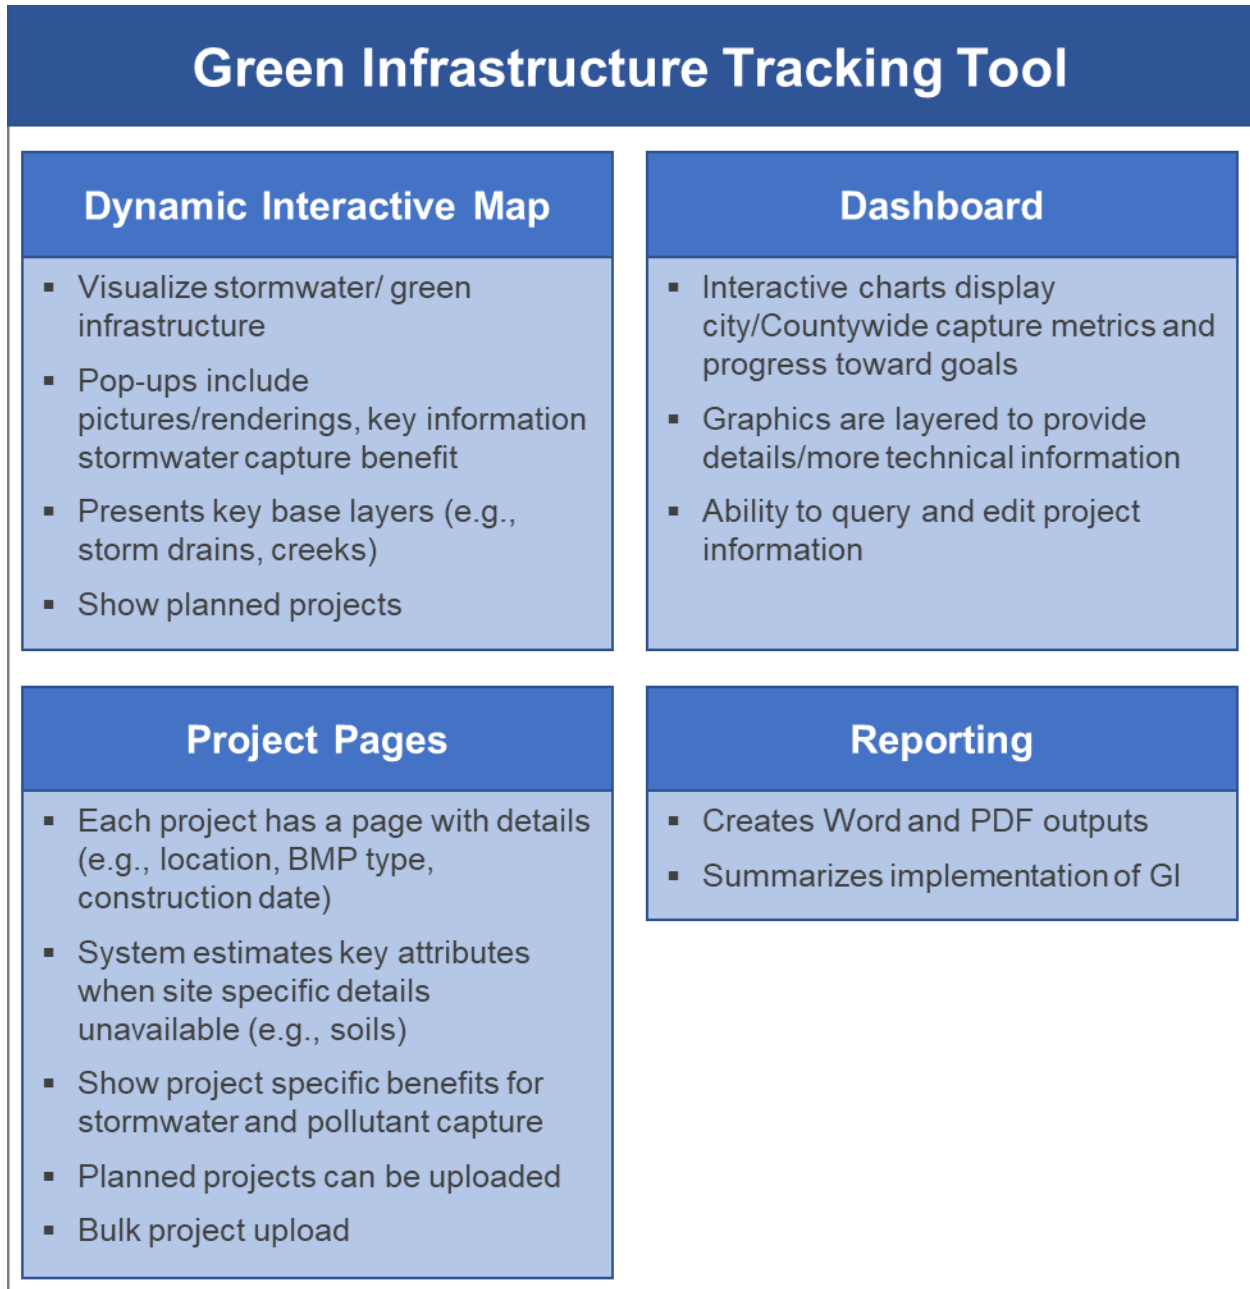 Green Infrastructure Tracking Tool
Dynamic Interactive Map
▪ Visualize stormwater/ green
infrastructure
▪ Pop-ups include
pictures/renderings, key information
stormwater capture benefit
▪ Presents key base layers (e.g.,
storm drains, creeks)
▪ Show planned projects
Dashboard
▪ Interactive charts display
city/Countywide capture metrics and
progress toward goals
▪ Graphics are layered to provide
details/more technical information
▪ Ability to query and edit project
information
Project Pages
▪ Each project has a page with details
(e.g., location, BMP type,
construction date)
▪ System estimates key attributes
when site specific details
unavailable (e.g., soils)
▪ Show project specific benefits for
stormwater and pollutant capture
▪ Planned projects can be uploaded
▪ Bulk project upload
Reporting
▪ Creates Word and PDF outputs
▪ Summarizes implementation of GI